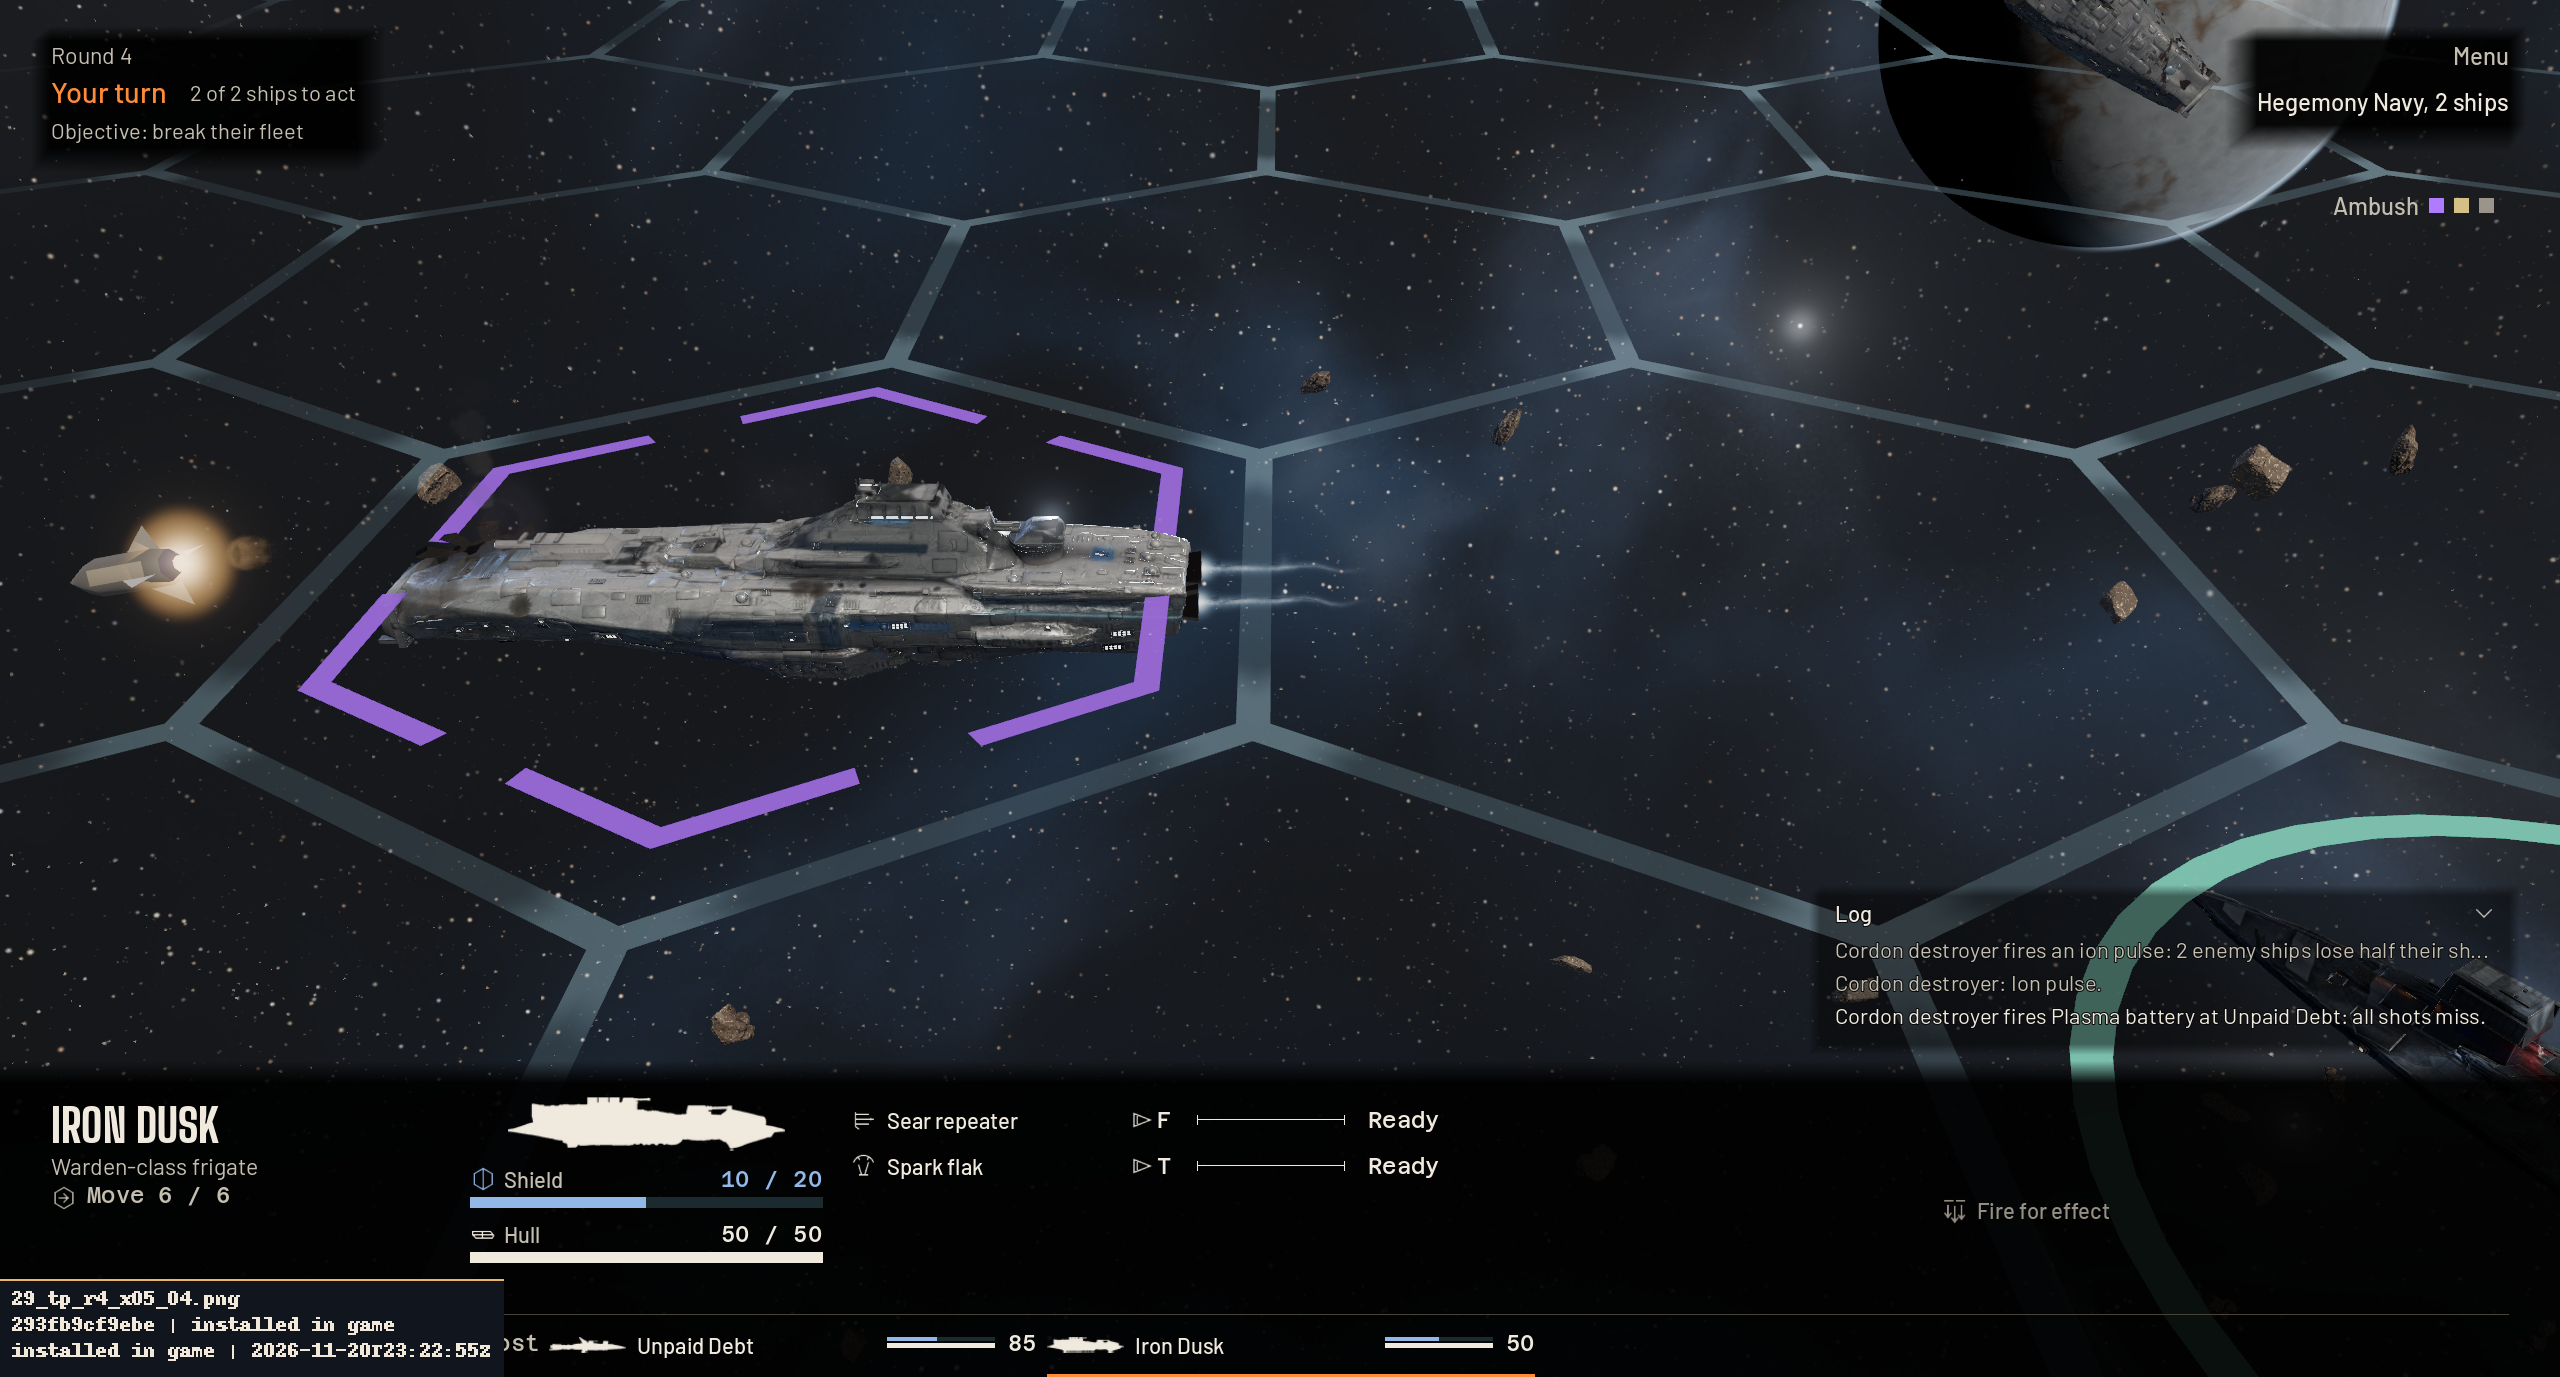 Round 4
Your turn 2 of 2 ships to act
Objective: break their fleet
Menu
Hegemony Navy, 2 ships
Ambush
Log
Cordon destroyer fires an ion pulse: 2 enemy ships lose half their sh...
Cordon destroyer: Ion pulse.
Cordon destroyer fires Plasma battery at Unpaid Debt: all shots miss.
IRON DUSK
Warden-class frigate
Move 6 / 6
Shield 10 / 20
Hull 50 / 50
Sear repeater F Ready
Spark flak T Ready
Fire for effect
29_tp_r4_x05_04.png
293fb9cf9ebe | installed in game
installed in game | 2026-11-20T23:22:55Z
Unpaid Debt 85
Iron Dusk 50